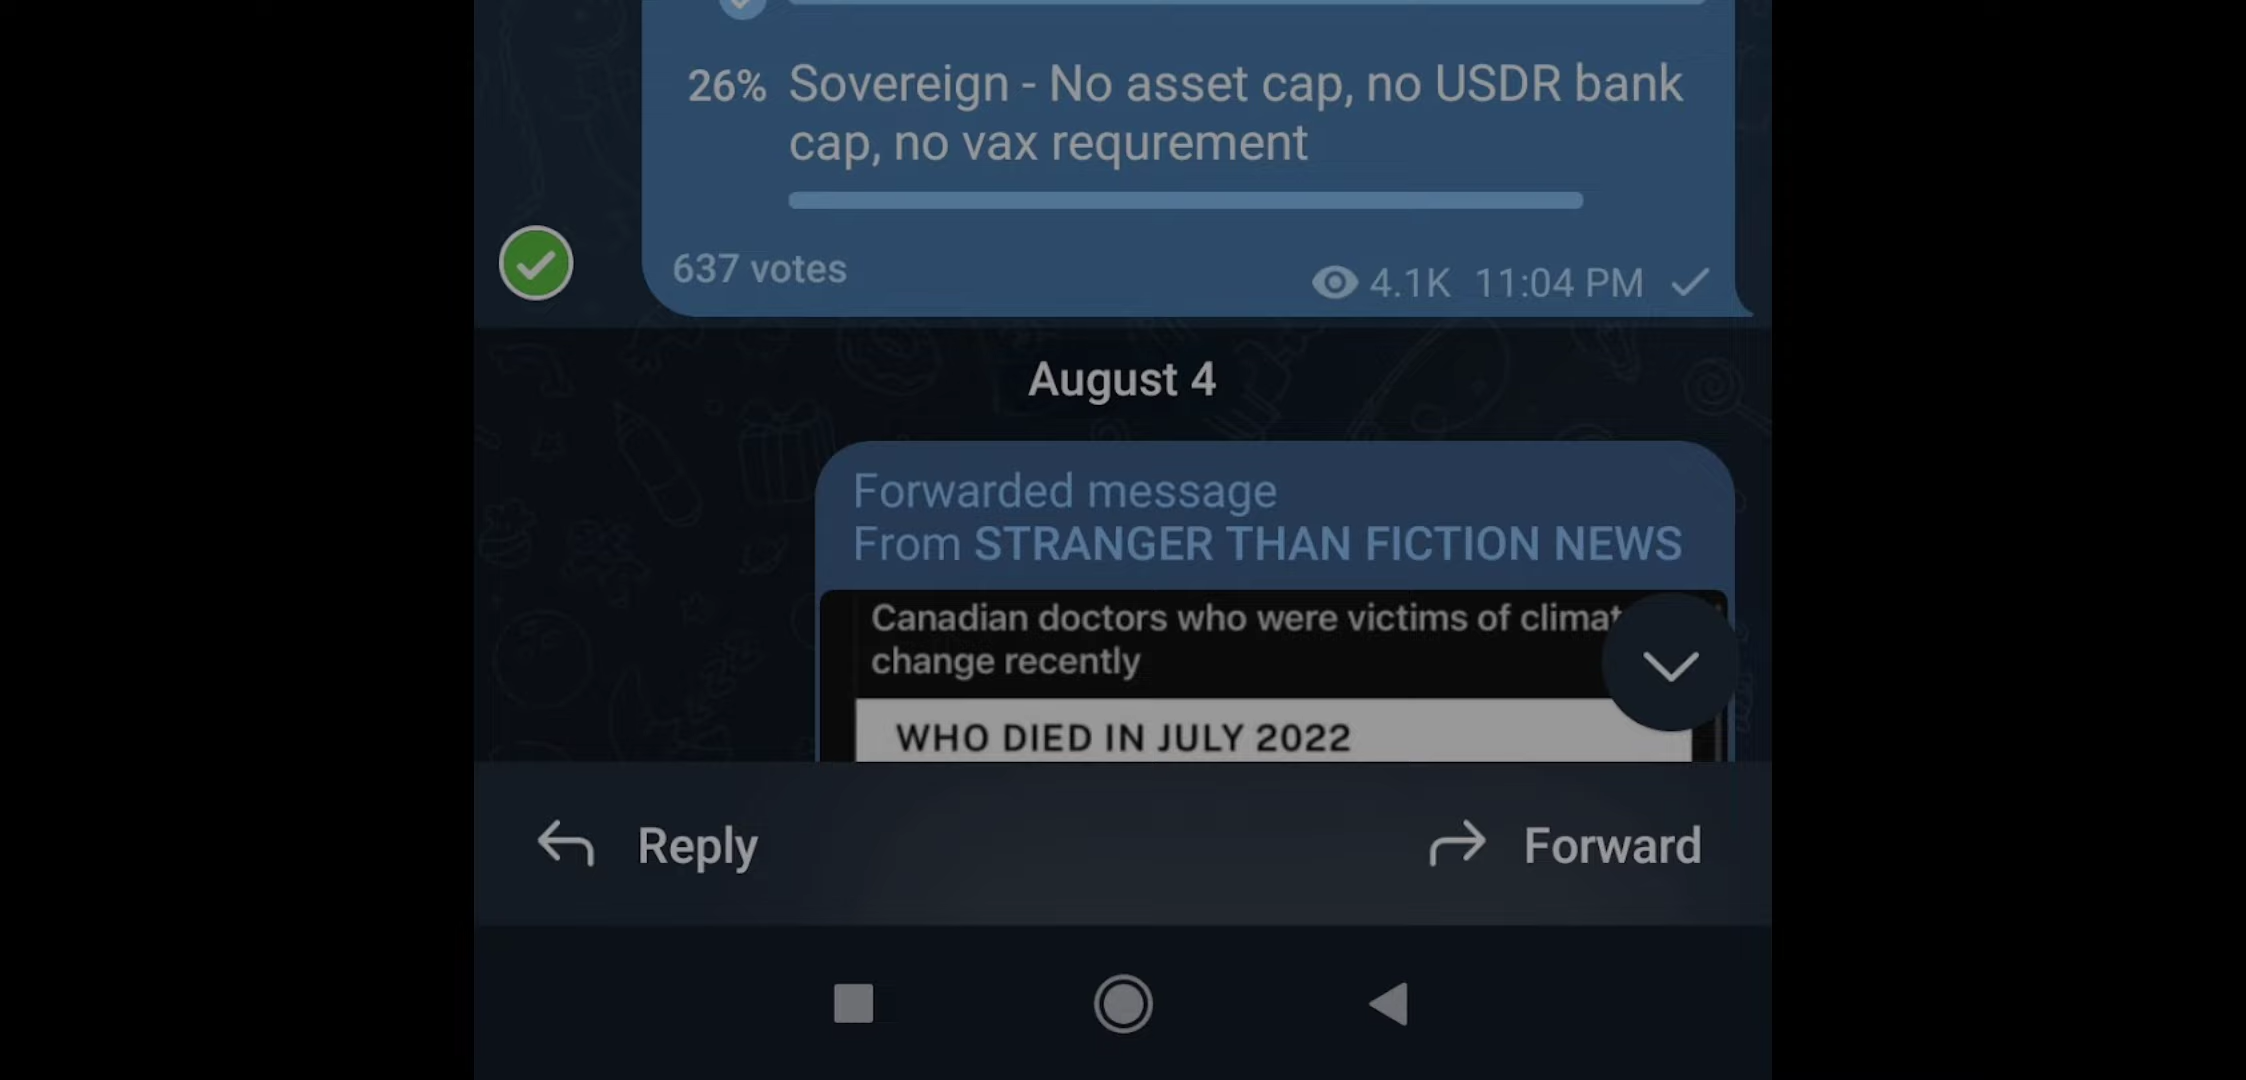 26% Sovereign - No asset cap, no USDR bank
cap, no vax requrement
637 votes
4.1K 11:04 PM
August 4
Forwarded message
From STRANGER THAN FICTION NEWS
Canadian doctors who were victims of climat
change recently
WHO DIED IN JULY 2022
Reply
Forward